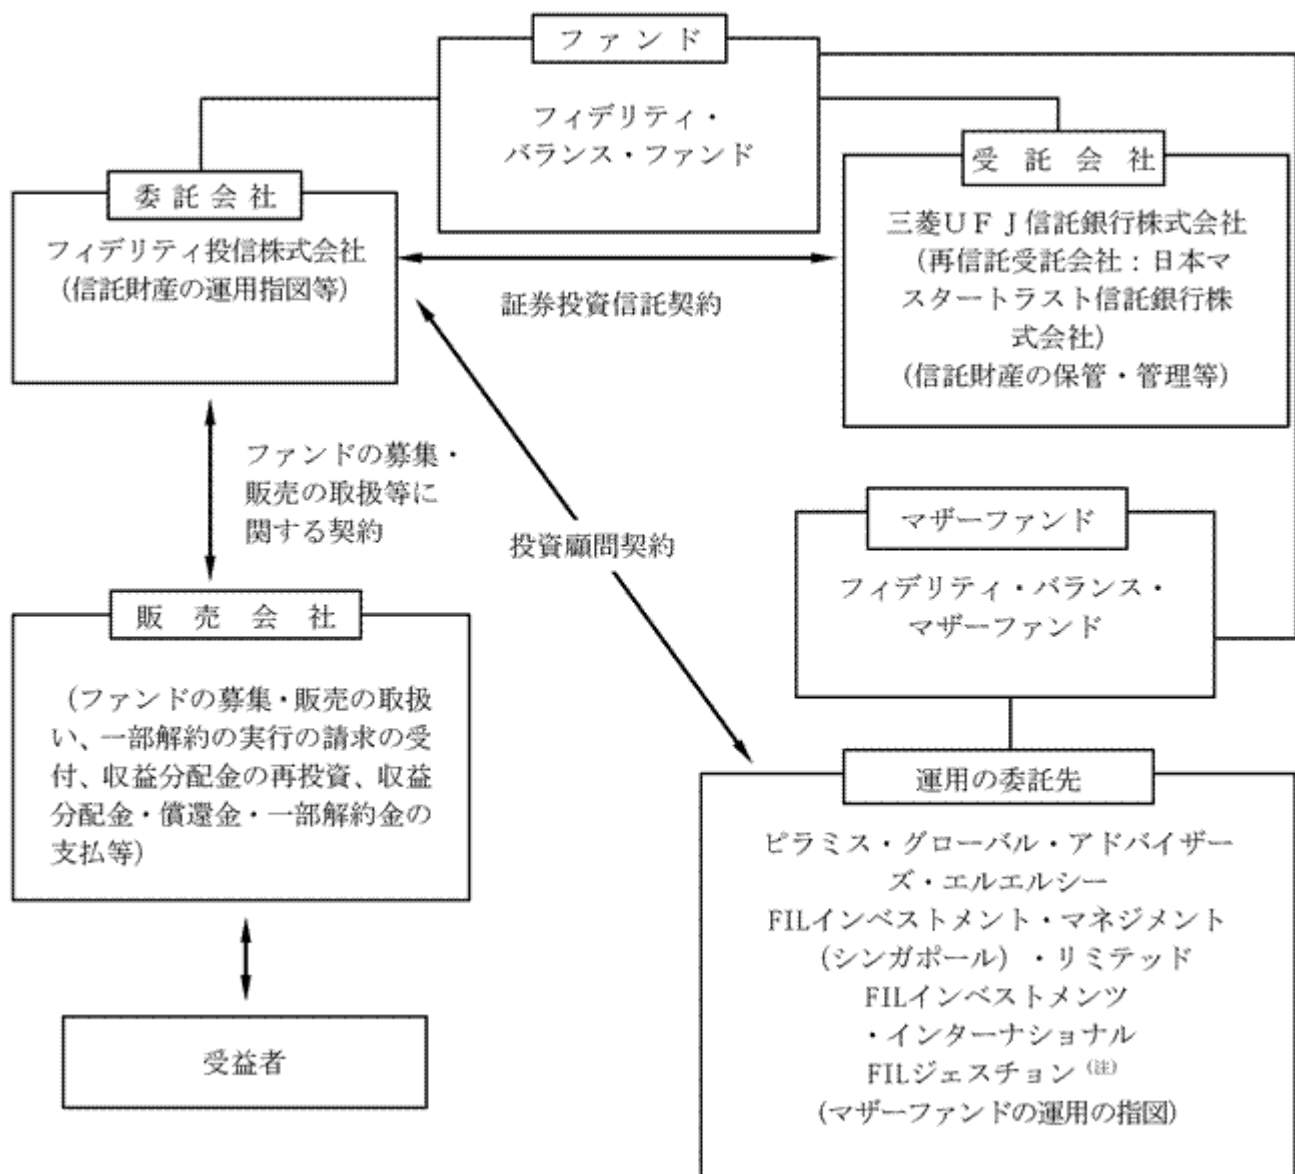 ファンド
フィデリティ・
バランス・ファンド
委託会社
フィデリティ投信株式会社
(信託財産の運用指図等)
受託会社
三菱ＵＦＪ信託銀行株式会社
(再信託受託会社：日本マ
スタートラスト信託銀行株
式会社)
(信託財産の保管・管理等)
証券投資信託契約
ファンドの募集・
販売の取扱等に
関する契約
投資顧問契約
マザーファンド
フィデリティ・バランス・
マザーファンド
販売会社
(ファンドの募集・販売の取扱
い、一部解約の実行の請求の受
付、収益分配金の再投資、収益
分配金・償還金・一部解約金の
支払等)
運用の委託先
ピラミス・グローバル・アドバイザー
ズ・エルエルシー
FILインベストメント・マネジメント
(シンガポール)・リミテッド
FILインベストメンツ
・インターナショナル
FILジェスチョン(注)
(マザーファンドの運用の指図)
受益者